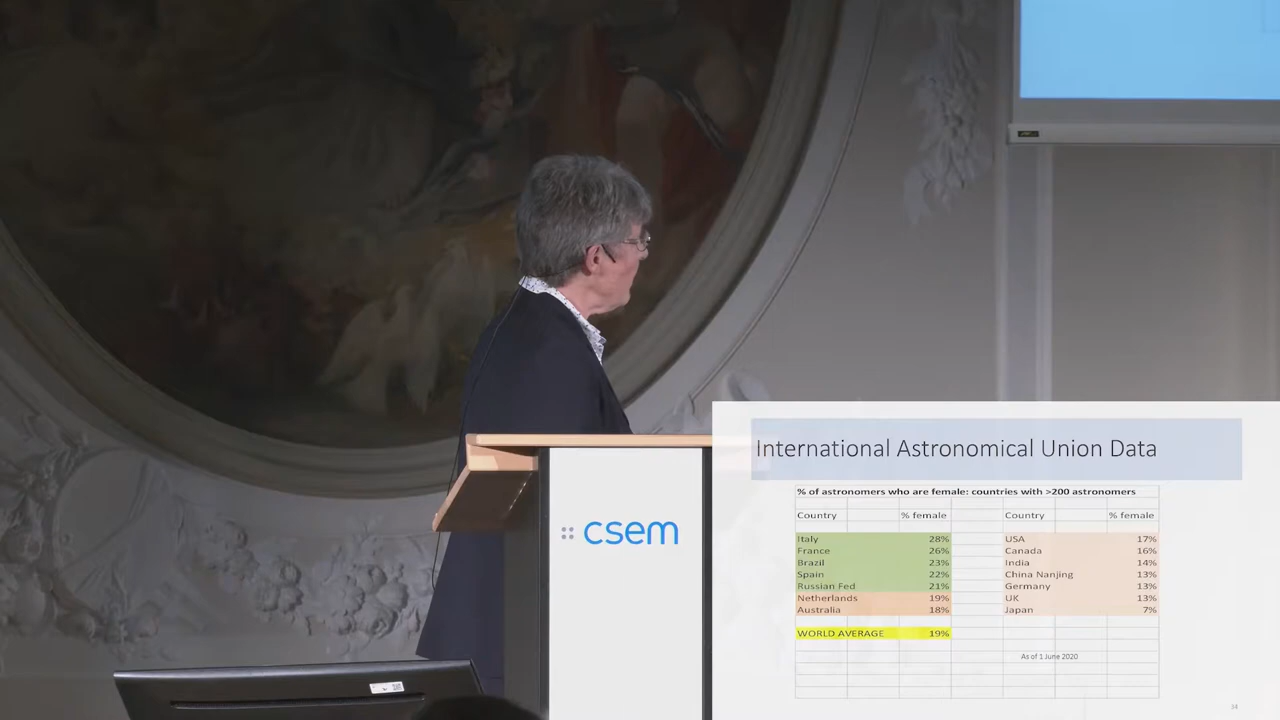 csem
International Astronomical Union Data
% of astronomers who are female: countries with >200 astronomers
Country % female Country % female
Italy 28% USA 17%
France 26% Canada 16%
Brazil 23% India 14%
Spain 22% China Nanjing 13%
Russian Fed 21% Germany 13%
Netherlands 19% UK 13%
Australia 18% Japan 7%
WORLD AVERAGE 19%
As of 1 June 2020
34